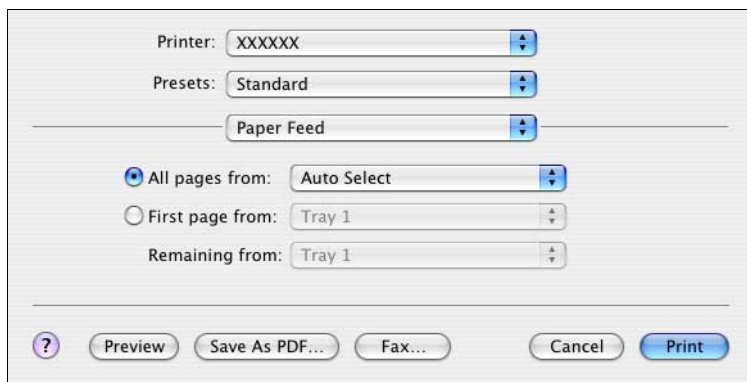 Printer: XXXXXX
Presets: Standard
Paper Feed
All pages from: Auto Select
First page from: Tray 1
Remaining from: Tray 1
? Preview Save As PDF... Fax... Cancel Print